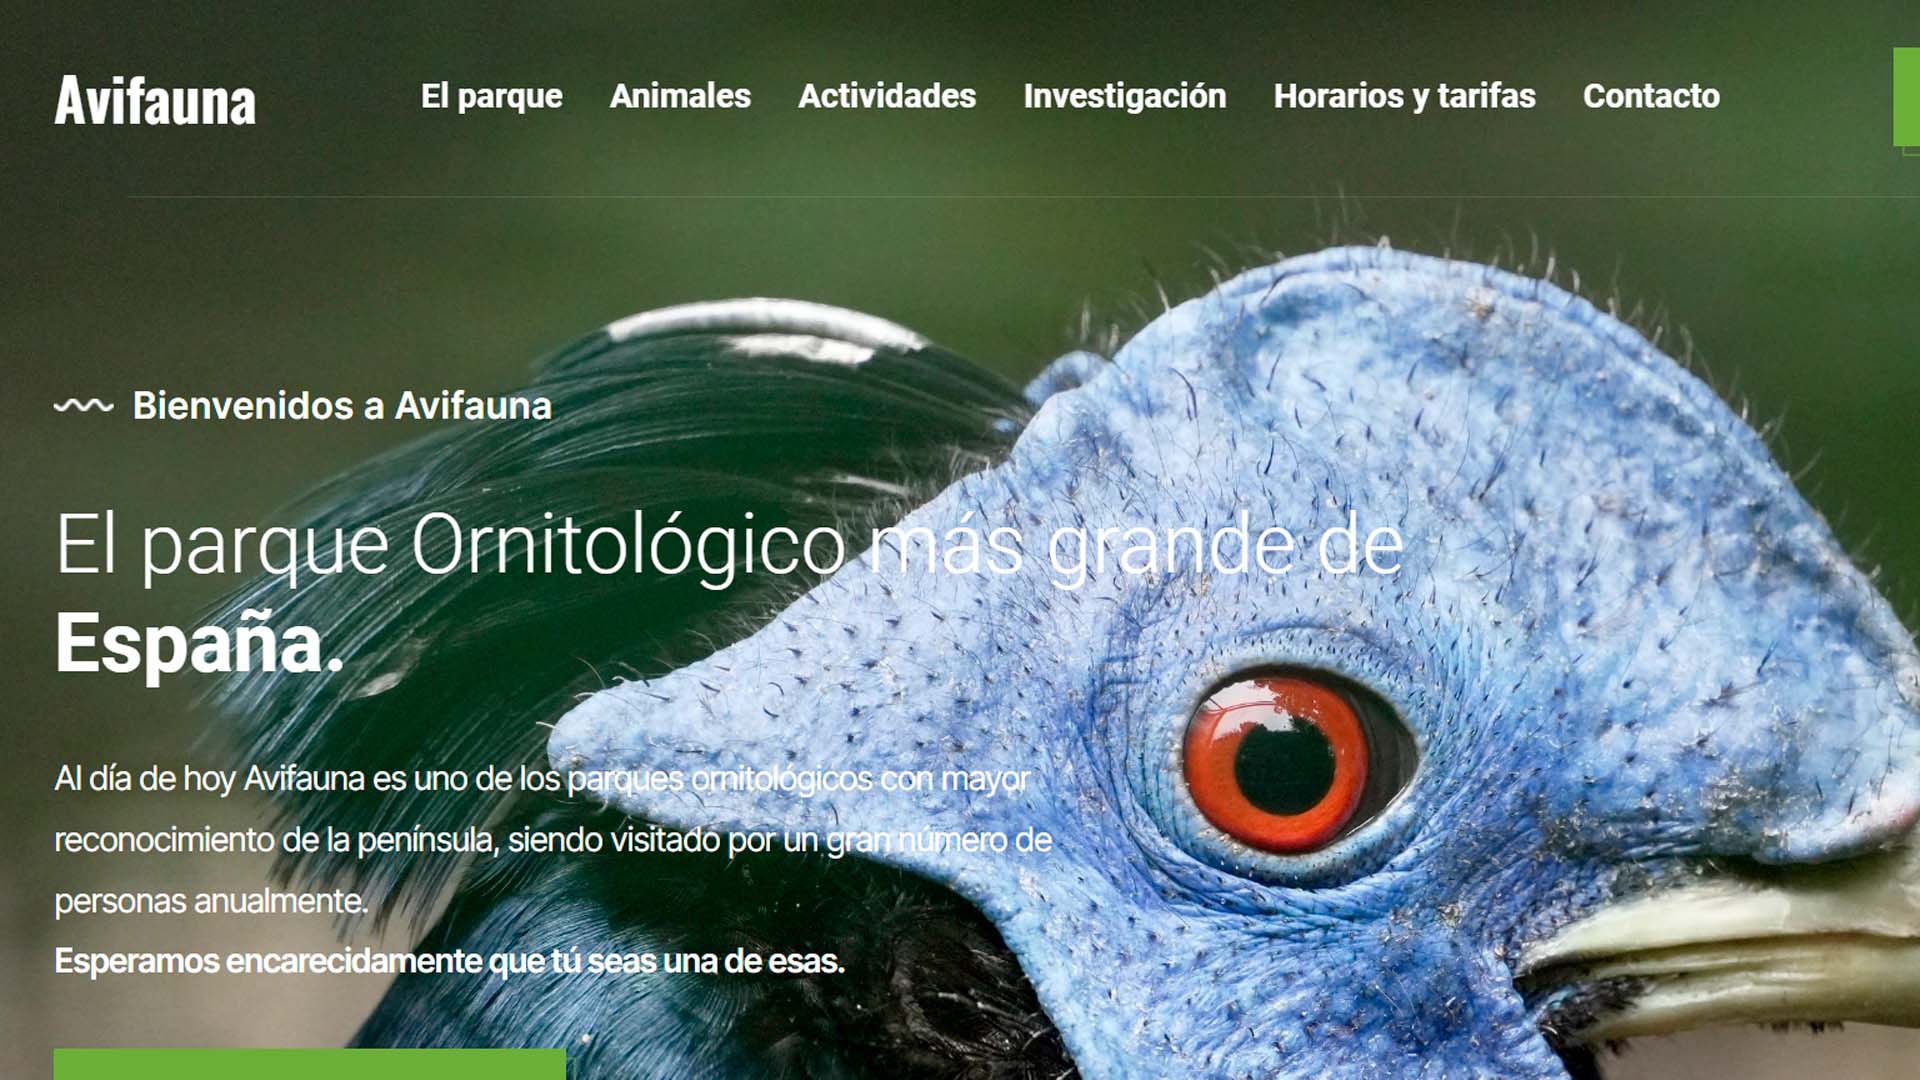 Avifauna
El parque Animales Actividades Investigación Horarios y tarifas Contacto
Bienvenidos a Avifauna
El parque Ornitológico más grande de
España.
Al día de hoy Avifauna es uno de los parques ornitológicos con mayor
reconocimiento de la península, siendo visitado por un gran número de
personas anualmente.
Esperamos encarecidamente que tú seas una de esas.